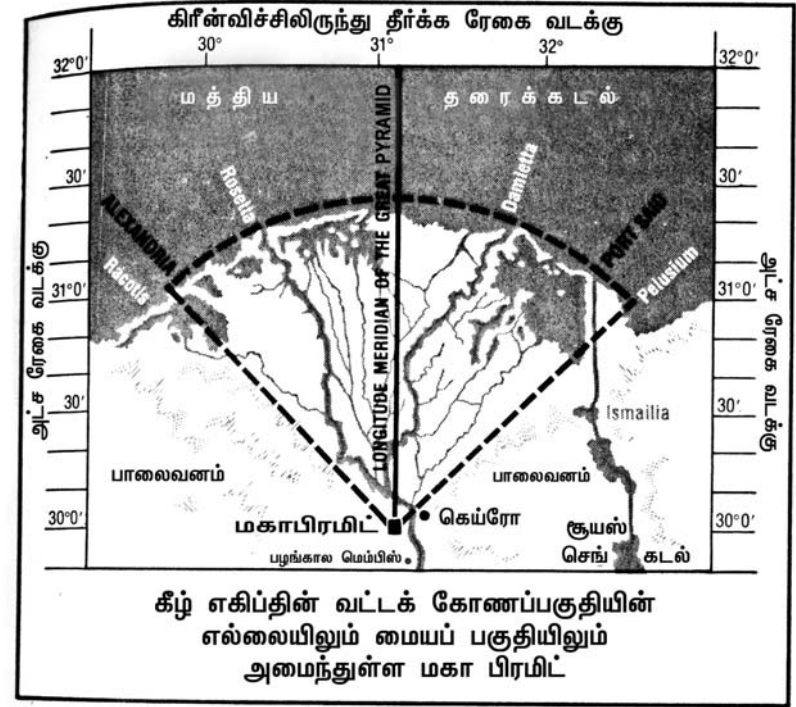 கிரீன்விச்சிலிருந்து தீர்க்க ரேகை வடக்கு
30° 31° 32°
32°0′ 32°0′
மத்திய தரைக்கடல்
30′ 30′
ALEXANDRIA
Rosetta
LONGITUDE MERIDIAN OF THE GREAT PYRAMID
Damietta
PORT SAID
Racotis
Pelusium
31°0′ 31°0′
அட்ச ரேகை வடக்கு
அட்ச ரேகை வடக்கு
30′ 30′
Ismailia
பாலைவனம் பாலைவனம்
30°0′ 30°0′
மகாபிரமிட் கெய்ரோ
சூயஸ்
பழங்கால மெம்பிஸ்
செங் கடல்
கீழ் எகிப்தின் வட்டக் கோணப்பகுதியின்
எல்லையிலும் மையப் பகுதியிலும்
அமைந்துள்ள மகா பிரமிட்